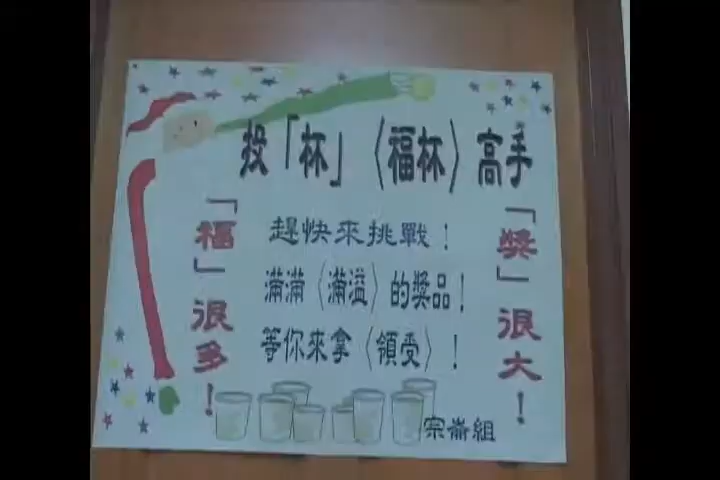 投「杯」〈福杯〉高手
「獎」很大！
趕快來挑戰！
滿滿〈滿溢〉的獎品！
等你來拿〈領受〉！
「福」很多！
宗崙組